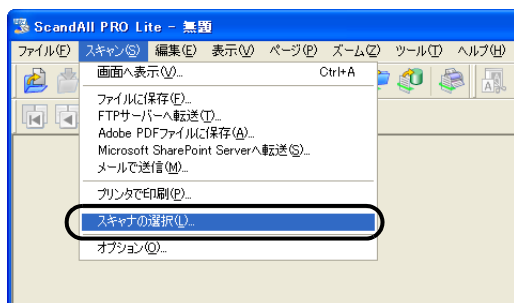 ScandAll PRO Lite - 無題
ファイル(F) スキャン(S) 編集(E) 表示(V) ページ(P) ズーム(Z) ツール(T) ヘルプ(H)
画面へ表示(V)... Ctrl+A
ファイルに保存(F)...
FTPサーバーへ転送(T)...
Adobe PDFファイルに保存(A)...
Microsoft SharePoint Serverへ転送(S)...
メールで送信(M)...
プリンタで印刷(P)...
スキャナの選択(L)...
オプション(O)...